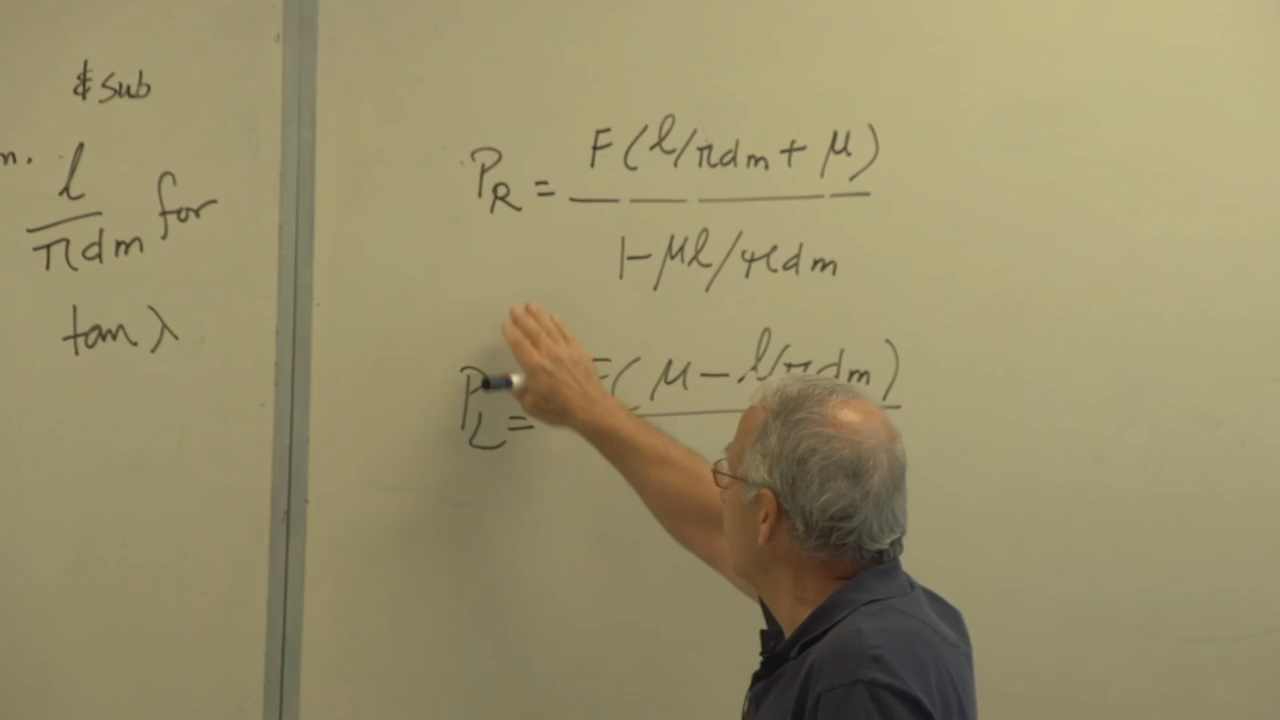 & sub
n.
l
πdm for
tan λ
F(l/πdm + μ)
P_R =
1 - μl/πdm
F(μ - l/πdm)
P_L =